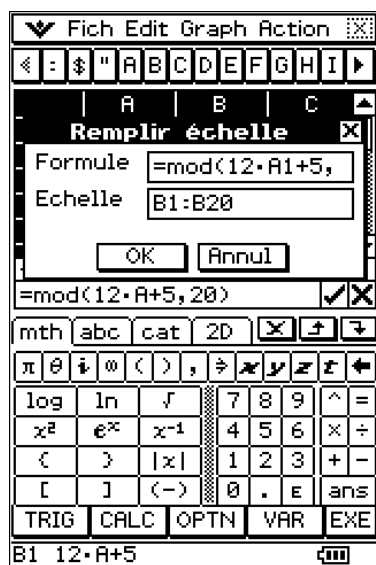 Fich Edit Graph Action
: $ " A B C D E F G H I
A B C
Remplir échelle
Formule =mod(12·A1+5,
Echelle B1:B20
OK Annul
=mod(12·A+5,20)
mth abc cat 2D
π θ i ∞ ( ) , ⇒ x y z t ←
log ln √ 7 8 9 ^ =
x² eˣ x⁻¹ 4 5 6 × ÷
( ) |x| 1 2 3 + −
[ ] (−) 0 . E ans
TRIG CALC OPTN VAR EXE
B1 12·A+5